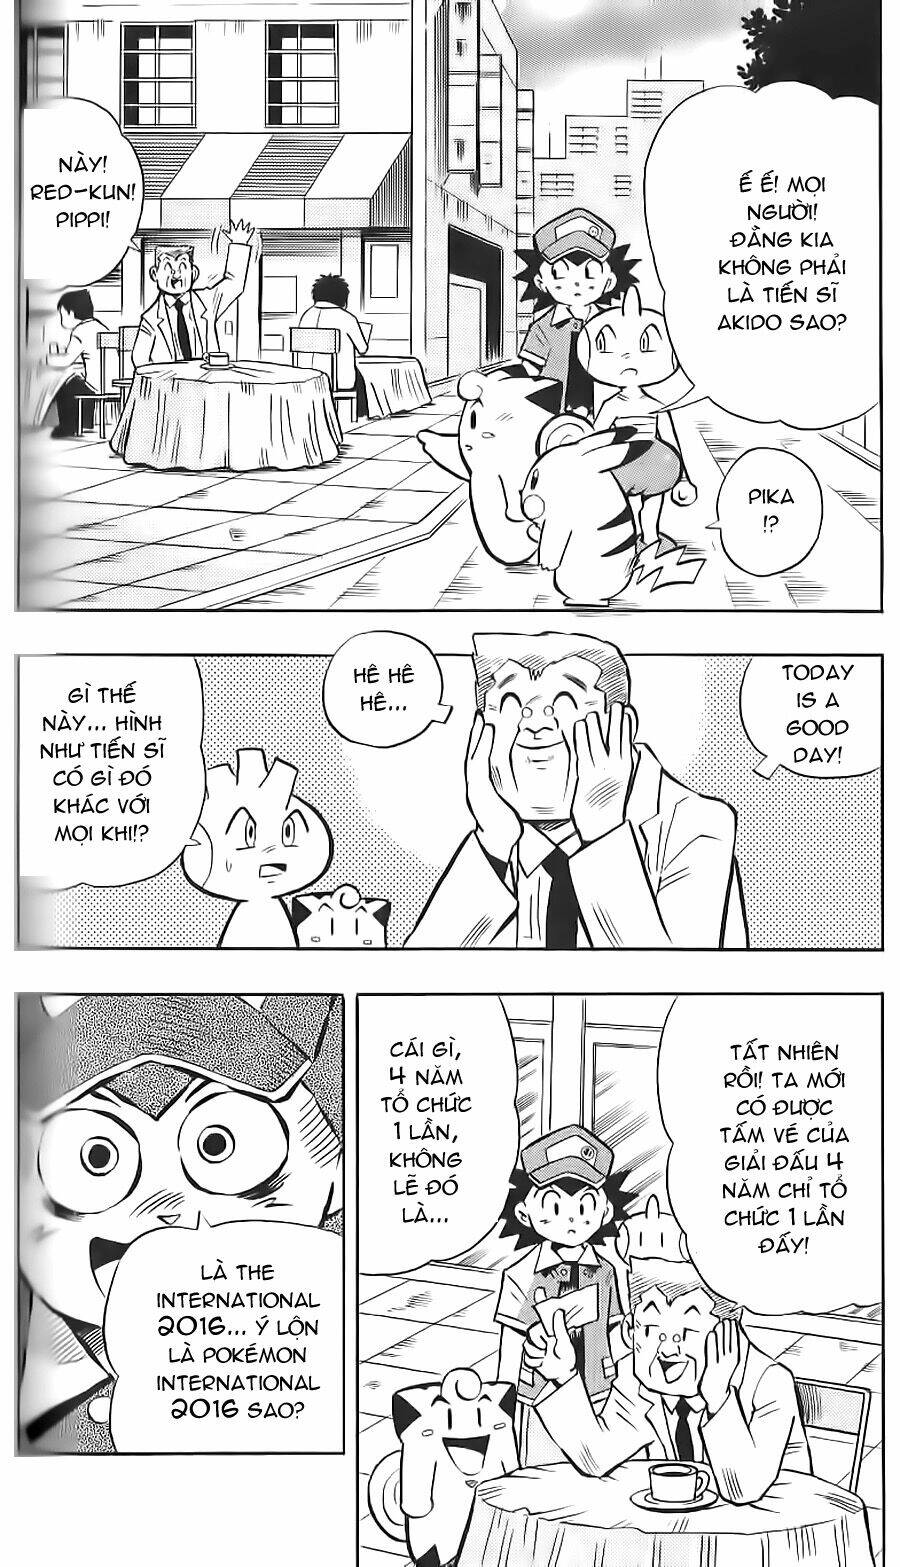 NÀY!
RED-KUN!
PIPPI!
Ế Ế! MỌI
NGƯỜI!
ĐẰNG KIA
KHÔNG PHẢI
LÀ TIẾN SĨ
AKIDO SAO?
PIKA
!?
GÌ THẾ
NÀY... HÌNH
NHƯ TIẾN SĨ
CÓ GÌ ĐÓ
KHÁC VỚI
MỌI KHI!?
HÊ HÊ
HÊ...
TODAY
IS A
GOOD
DAY!
TẤT NHIÊN
RỒI! TA MỚI
CÓ ĐƯỢC
TẤM VÉ CỦA
GIẢI ĐẤU 4
NĂM CHỈ TỔ
CHỨC 1 LẦN
ĐẤY!
CÁI GÌ,
4 NĂM
TỔ CHỨC
1 LẦN,
KHÔNG
LẼ ĐÓ
LÀ...
LÀ THE
INTERNATIONAL
2016... Ý LỘN
LÀ POKÉMON
INTERNATIONAL
2016 SAO?